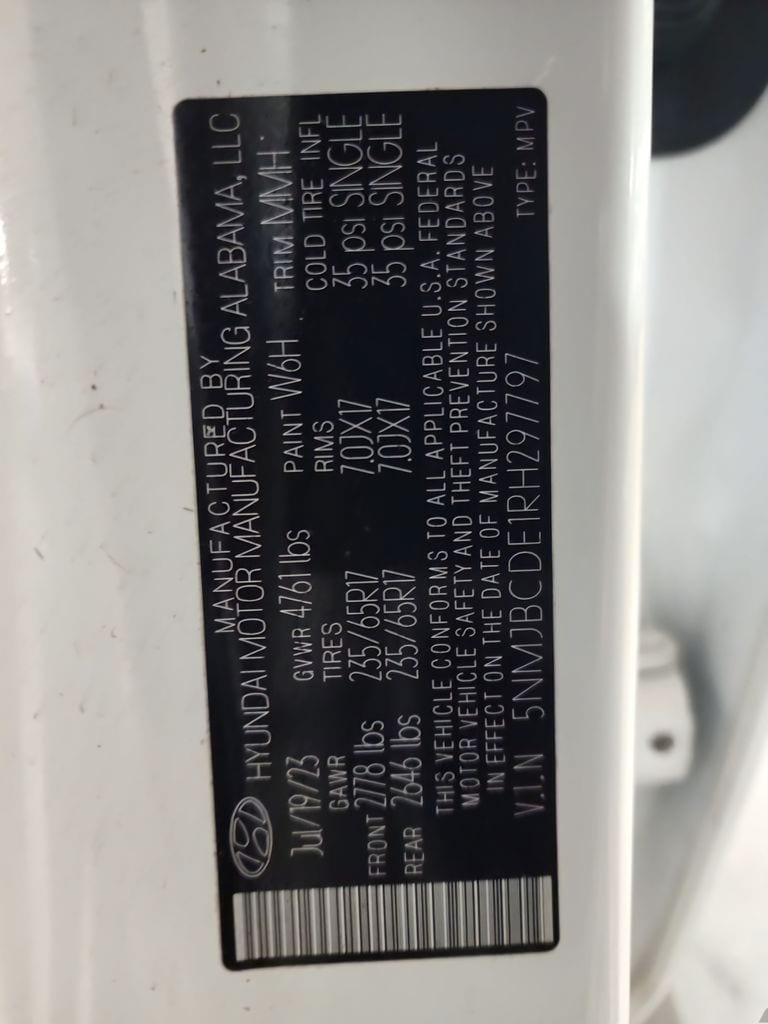 MANUFACTURED BY
HYUNDAI MOTOR MANUFACTURING ALABAMA, LLC
Jul/19/23 GVWR 4761 lbs PAINT W6H TRIM MMH
GAWR TIRES RIMS COLD TIRE INFL
FRONT 2778 lbs 235/65R17 7.0JX17 35 psi SINGLE
REAR 2646 lbs 235/65R17 7.0JX17 35 psi SINGLE
THIS VEHICLE CONFORMS TO ALL APPLICABLE U.S.A. FEDERAL
MOTOR VEHICLE SAFETY AND THEFT PREVENTION STANDARDS
IN EFFECT ON THE DATE OF MANUFACTURE SHOWN ABOVE
V.I.N 5NMJBCDE1RH297797 TYPE: MPV